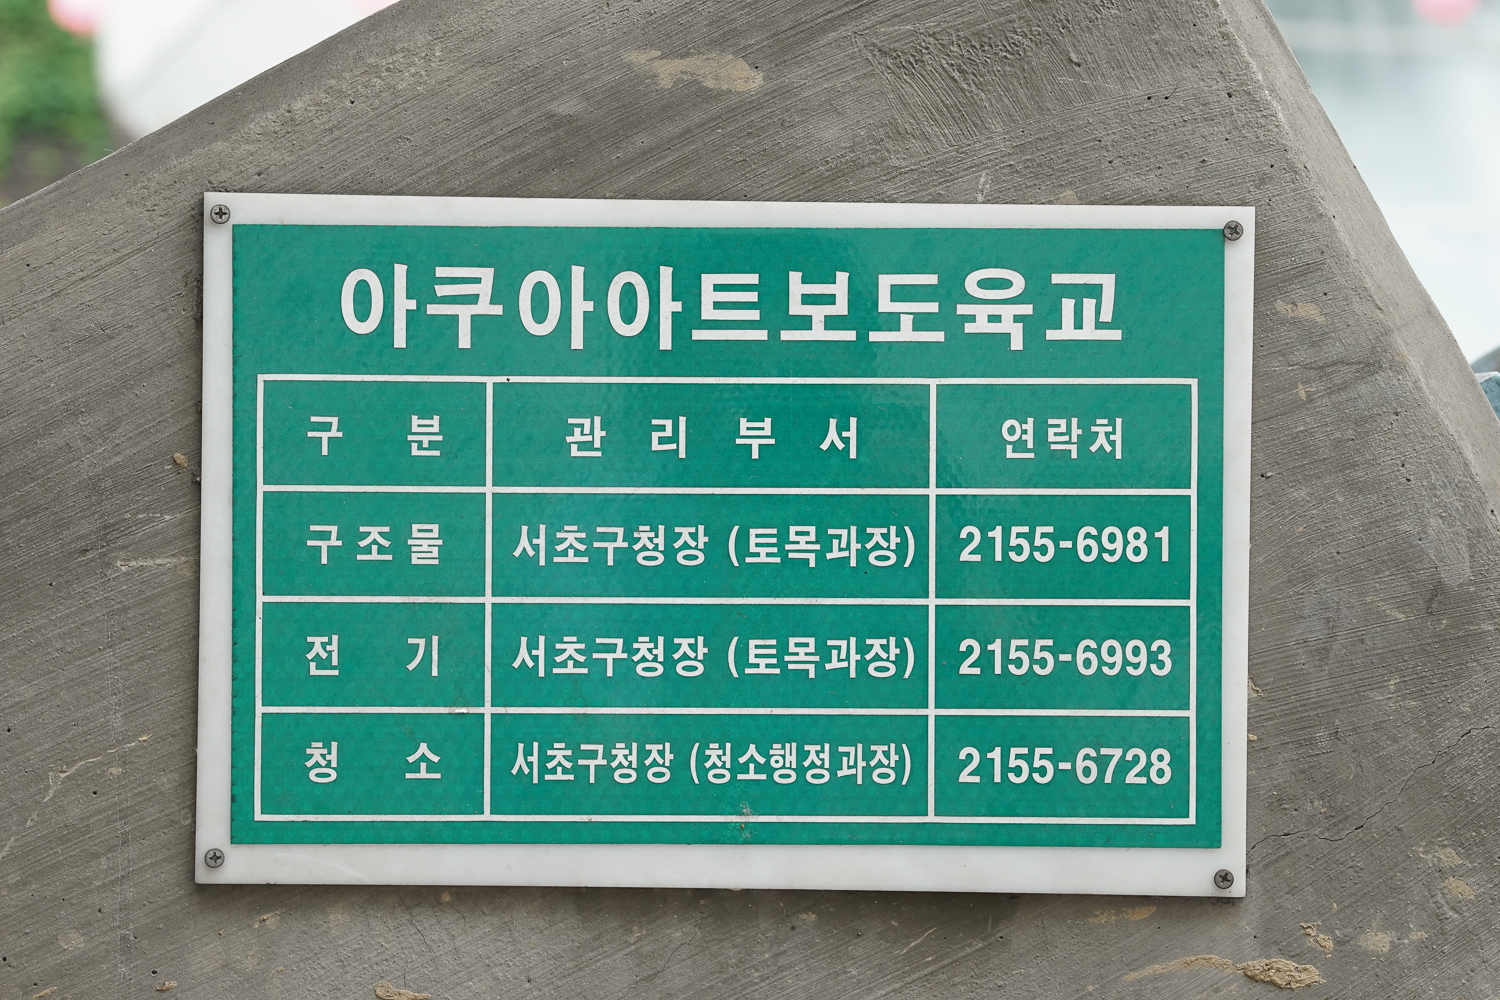 아쿠아아트보도육교
구 분 관 리 부 서 연락처
구조물 서초구청장 (토목과장) 2155-6981
전 기 서초구청장 (토목과장) 2155-6993
청 소 서초구청장 (청소행정과장) 2155-6728